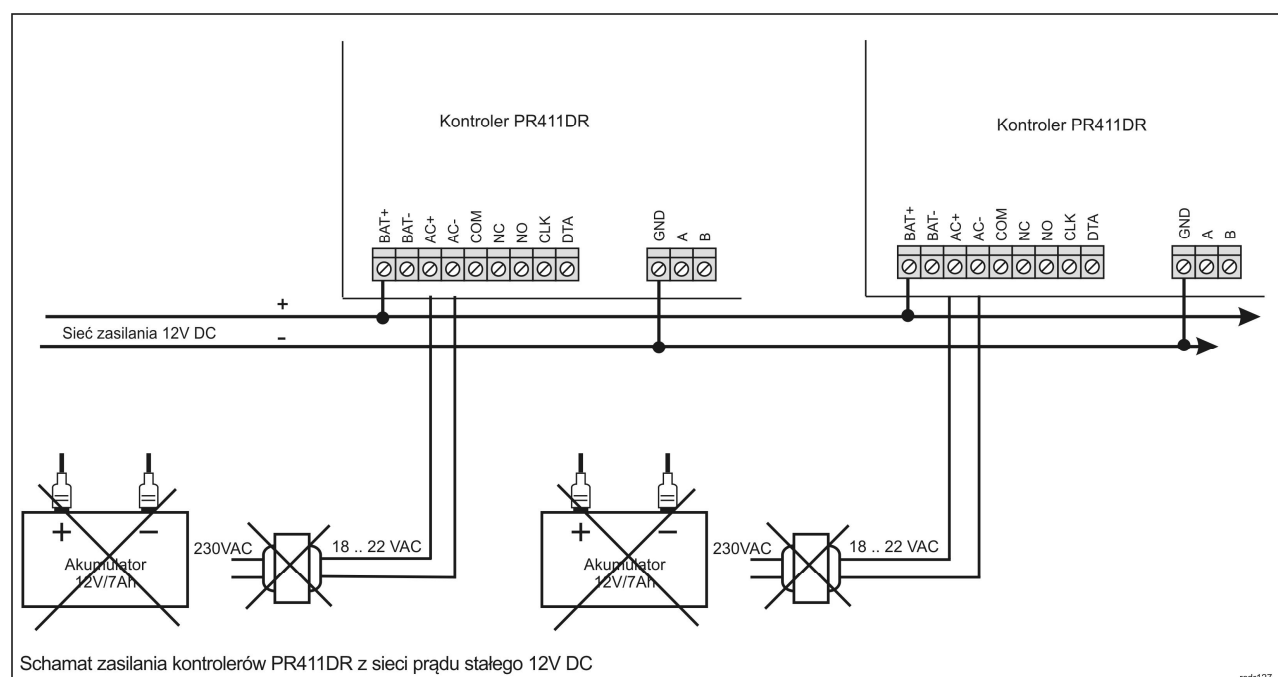 Kontroler PR411DR
Kontroler PR411DR
BAT+ BAT- AC+ AC- COM NC NO CLK DTA
GND A B
BAT+ BAT- AC+ AC- COM NC NO CLK DTA
GND A B
+
Sieć zasilania 12V DC
-
+ -
Akumulator
12V/7Ah
230VAC
18 .. 22 VAC
+ -
Akumulator
12V/7Ah
230VAC
18 .. 22 VAC
Schamat zasilania kontrolerów PR411DR z sieci prądu stałego 12V DC